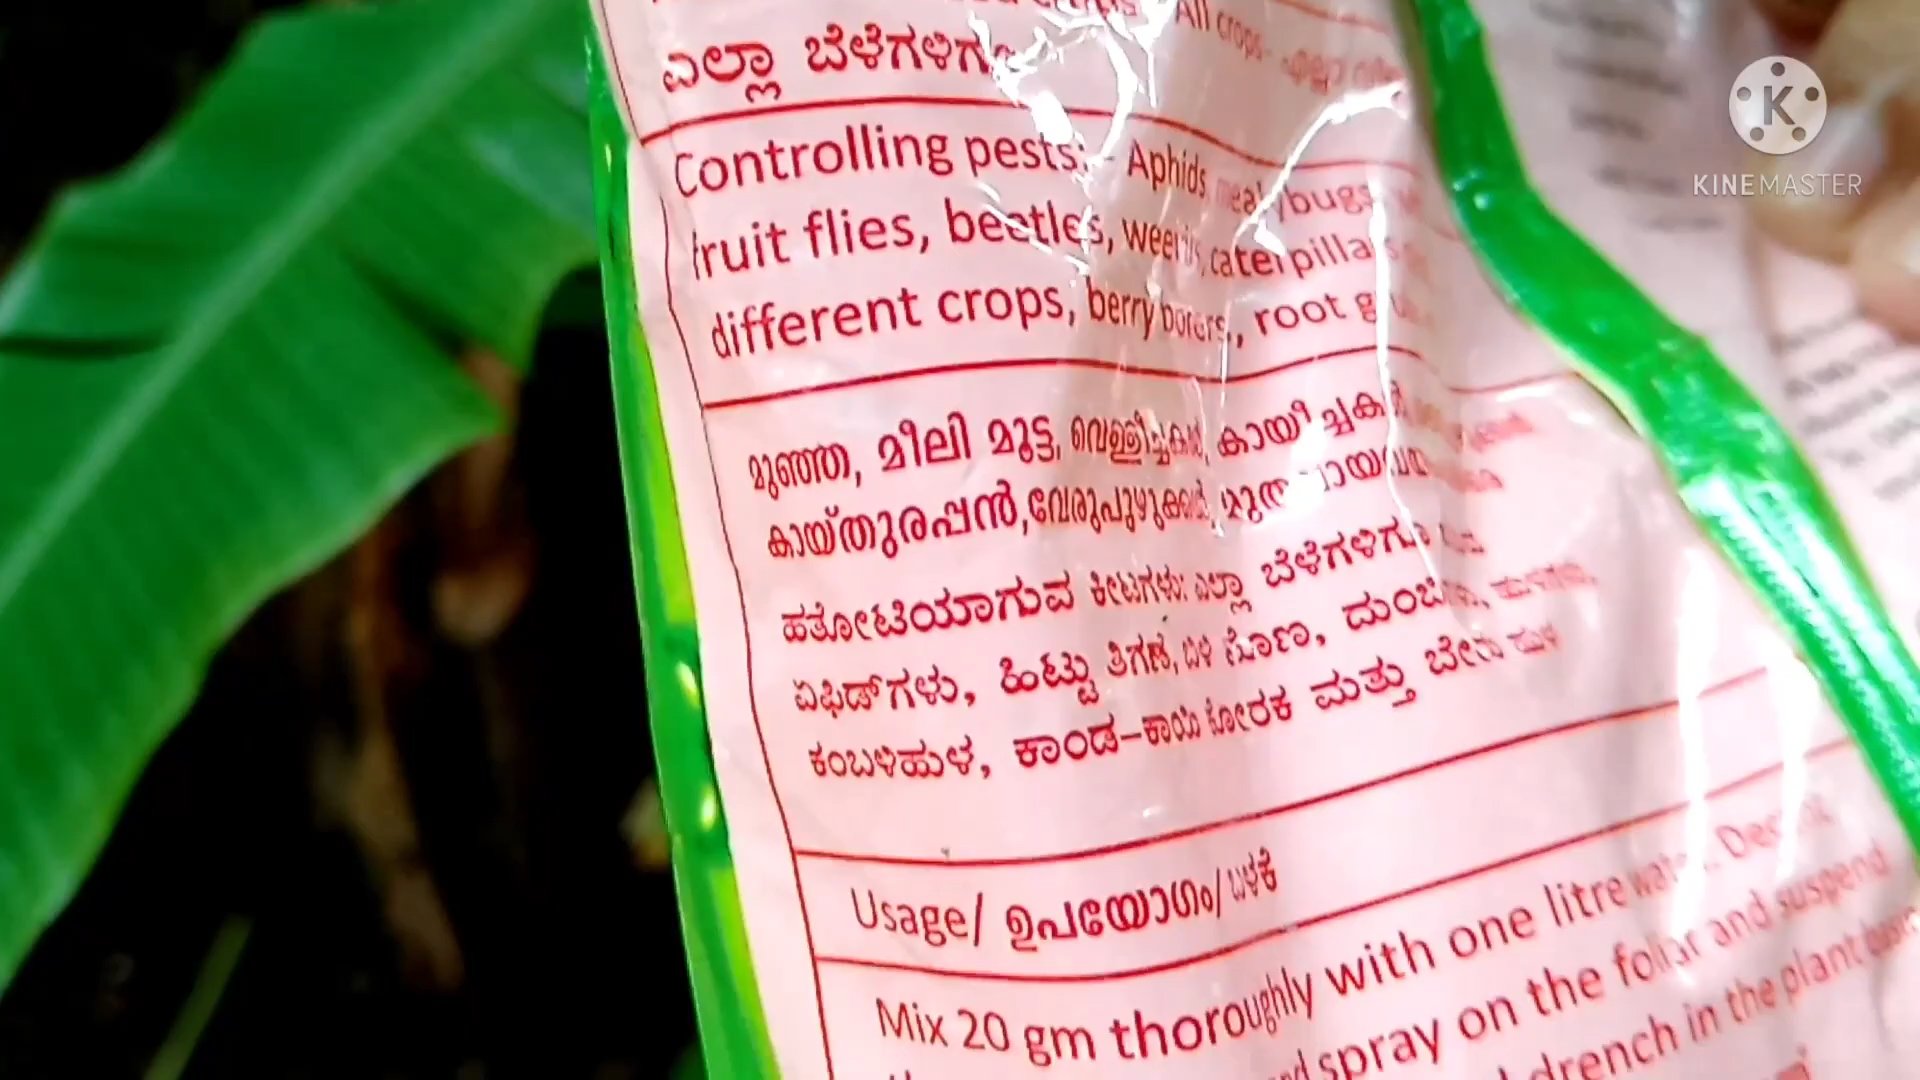 All crops
ಎಲ್ಲಾ ಬೆಳೆಗಳಿಗೂ
Controlling pests: - Aphids, mealybugs,
fruit flies, beetles, weevils, caterpillars
different crops, berry borers, root
മുഞ്ഞ, മീലി മൂട്ട, വെള്ളീച്ചകൾ, കായീച്ചകൾ
കായ്തുരപ്പൻ, വേരുപുഴുക്കൾ,
ಹತೋಟಿಯಾಗುವ ಕೀಟಗಳು: ಎಲ್ಲಾ ಬೆಳೆಗಳಿಗೂ
ಏಫಿಡ್‌ಗಳು, ಹಿಟ್ಟು ತಿಗಣೆ, ಬಿಳಿ ನೊಣ,
ಕಂಬಳಿಹುಳ, ಕಾಂಡ-ಕಾಯಿ ಕೋರಕ ಮತ್ತು ಬೇರು ಹುಳ
Usage/ ഉപയോഗം/ ಬಳಕೆ
Mix 20 gm thoroughly with one litre water.
spray on the foliar and suspend
drench in the plant
KINEMASTER